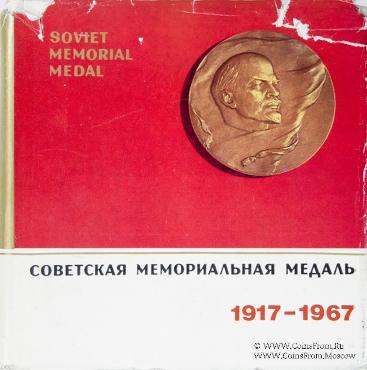 SOVIET
MEMORIAL
MEDAL
СОВЕТСКАЯ МЕМОРИАЛЬНАЯ МЕДАЛЬ
1917–1967
© WWW.COINSFROM.RU
WWW.COINSFROM.MOSCOW